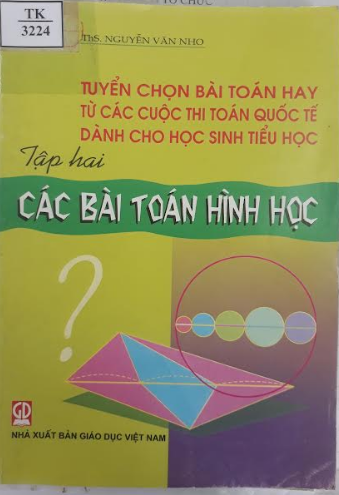 TỔ CHỨC
TK
3224
ThS. NGUYỄN VĂN NHO
TUYỂN CHỌN BÀI TOÁN HAY
TỪ CÁC CUỘC THI TOÁN QUỐC TẾ
DÀNH CHO HỌC SINH TIỂU HỌC
Tập hai
CÁC BÀI TOÁN HÌNH HỌC
?
GD
NHÀ XUẤT BẢN GIÁO DỤC VIỆT NAM